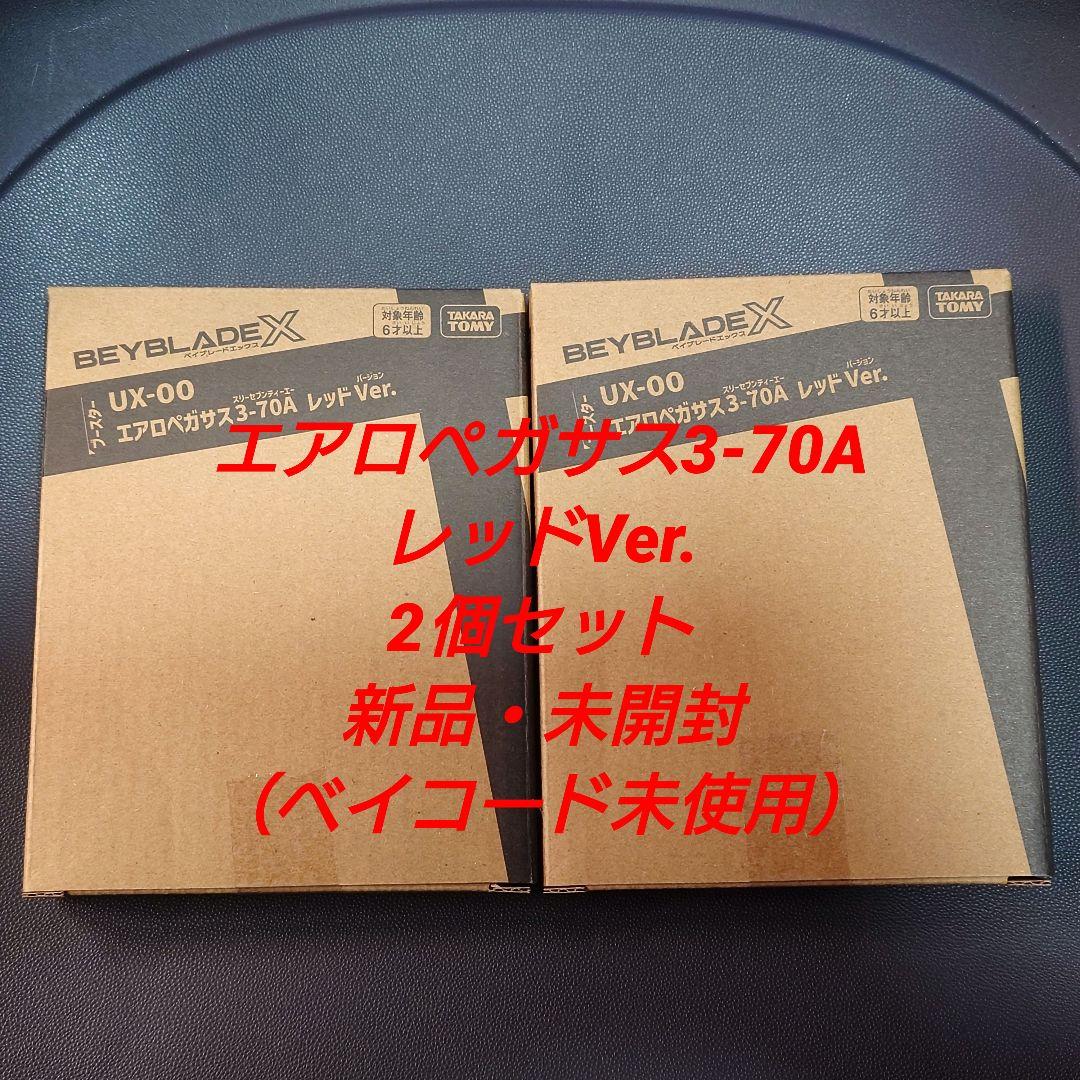 BEYBLADE X
ベイブレードエックス
対象年齢
6才以上
TAKARA
TOMY
ブースター
UX-00
スリーセブンティーエー
バージョン
エアロペガサス3-70A レッドVer.
BEYBLADE X
ベイブレードエックス
対象年齢
6才以上
TAKARA
TOMY
UX-00
スリーセブンティーエー
バージョン
エアロペガサス3-70A レッドVer.
エアロペガサス3-70A
レッドVer.
2個セット
新品・未開封
（ベイコード未使用）